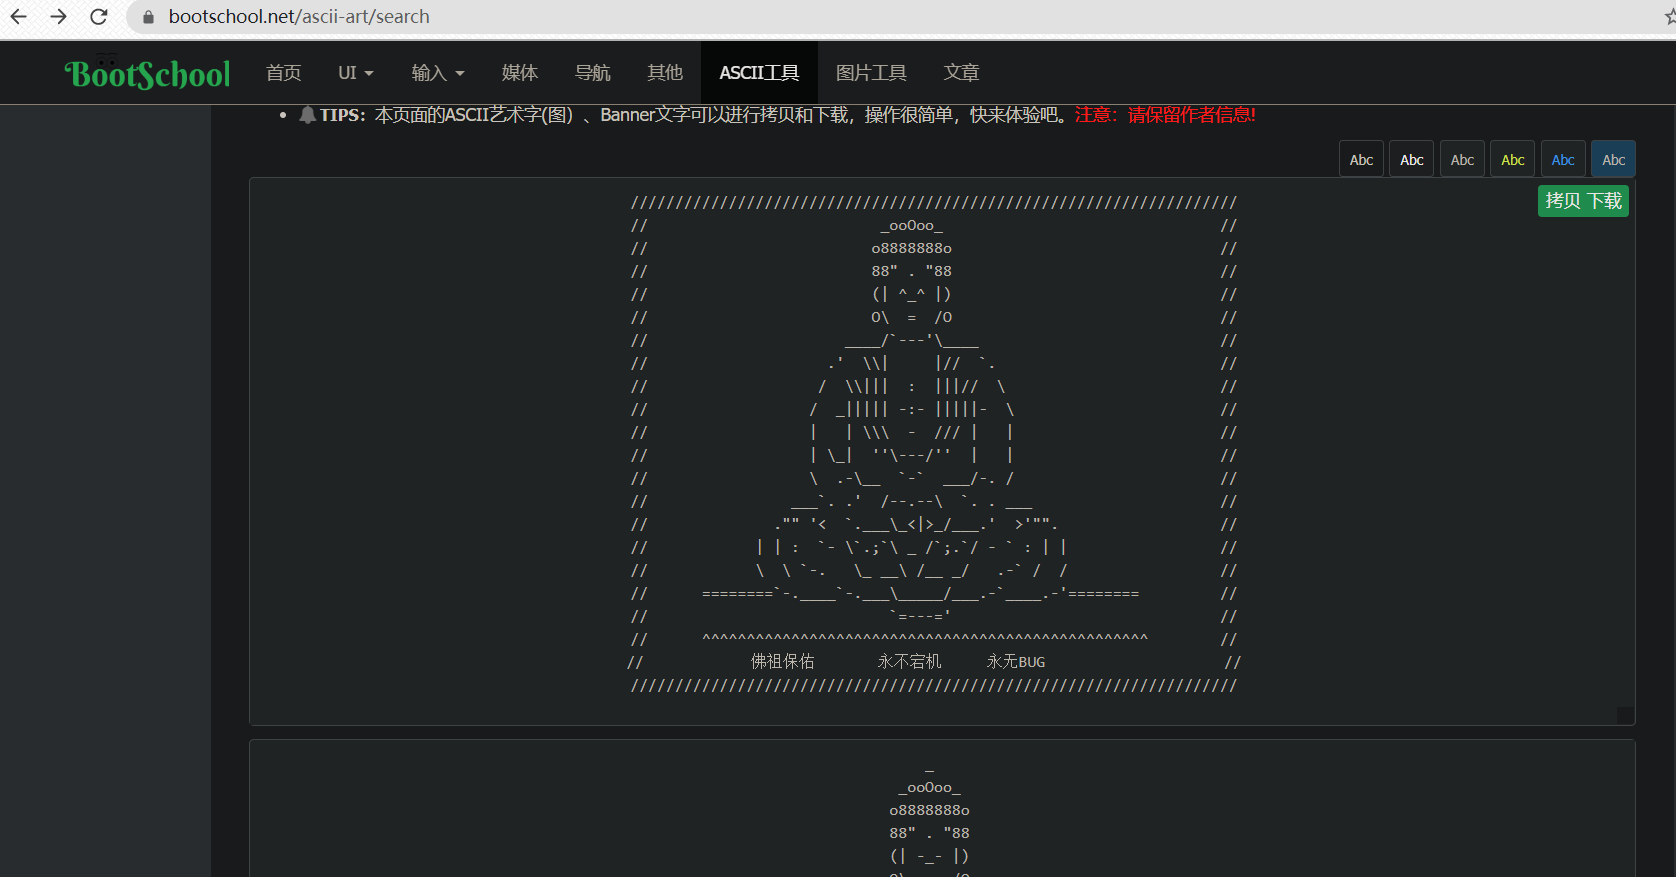 bootschool.net/ascii-art/search
BootSchool 首页 UI 输入 媒体 导航 其他 ASCII工具 图片工具 文章
TIPS: 本页面的ASCII艺术字(图)、Banner文字可以进行拷贝和下载，操作很简单，快来体验吧。注意：请保留作者信息!
Abc Abc Abc Abc Abc Abc
拷贝 下载
////////////////////////////////////////////////////////////////////
//                          _ooOoo_                               //
//                         o8888888o                              //
//                         88" . "88                              //
//                         (| ^_^ |)                              //
//                         O\  =  /O                              //
//                      ____/`---'\____                           //
//                    .'  \\|     |//  `.                         //
//                   /  \\|||  :  |||//  \                        //
//                  /  _||||| -:- |||||-  \                       //
//                  |   | \\\  -  /// |   |                       //
//                  | \_|  ''\---/''  |   |                       //
//                  \  .-\__  `-`  ___/-. /                       //
//                ___`. .'  /--.--\  `. . ___                     //
//              ."" '<  `.___\_<|>_/___.'  >'"".                  //
//            | | :  `- \`.;`\ _ /`;.`/ - ` : | |                 //
//            \  \ `-.   \_ __\ /__ _/   .-` /  /                 //
//      ========`-.____`-.___\_____/___.-`____.-'========         //
//                           `=---='                              //
//      ^^^^^^^^^^^^^^^^^^^^^^^^^^^^^^^^^^^^^^^^^^^^^^^^^^        //
//            佛祖保佑       永不宕机     永无BUG                    //
////////////////////////////////////////////////////////////////////
_
_ooOoo_
o8888888o
88" . "88
(| -_- |)